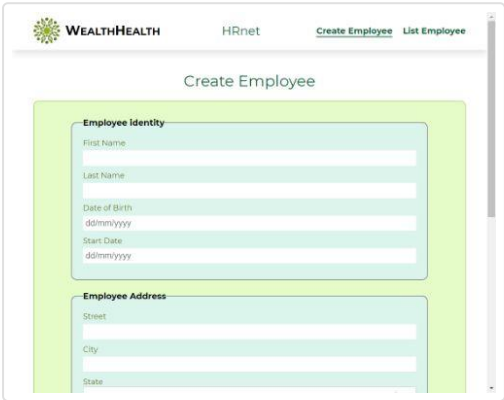 WEALTHHEALTH HRnet Create Employee List Employee
Create Employee
Employee identity
First Name
Last Name
Date of Birth
dd/mm/yyyy
Start Date
dd/mm/yyyy
Employee Address
Street
City
State